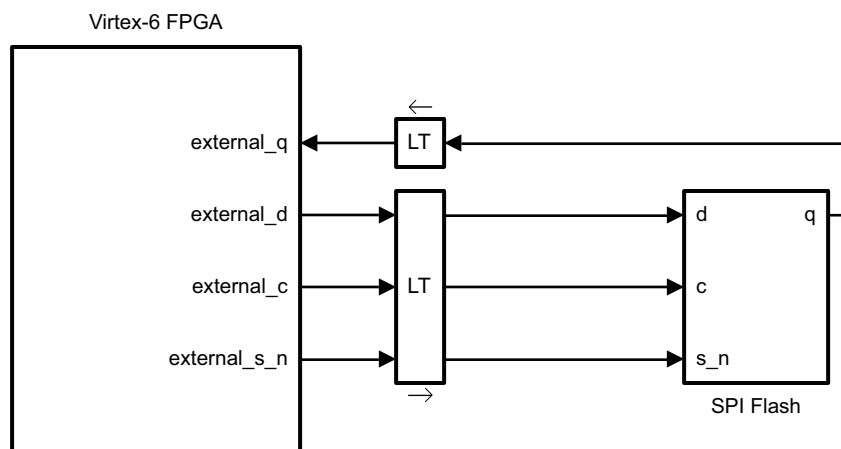 Virtex-6 FPGA
external_q
LT
external_d
d
q
external_c
LT
c
external_s_n
s_n
SPI Flash